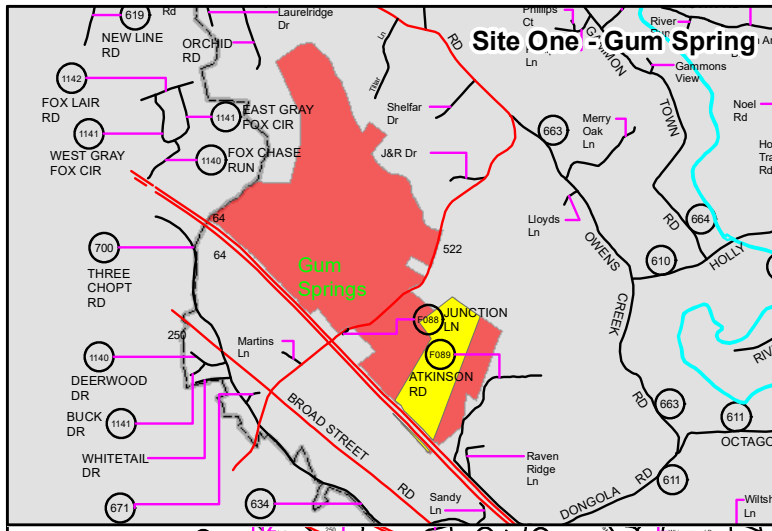 Site One - Gum Spring
619
NEW LINE
RD
Rd
Laurelridge
Dr
ORCHID
RD
Ln
RD
Phillips
Ct
Ln
GAMMON
TOWN
RD
River
Gammons
View
Noel
Rd
1142
FOX LAIR
RD
1141
EAST GRAY
FOX CIR
1141
WEST GRAY
FOX CIR
1140
FOX CHASE
RUN
Shelfar
Dr
J&R Dr
663
Merry
Oak
Ln
Lloyds
Ln
664
610
HOLLY
OWENS
CREEK
RD
64
64
522
700
THREE
CHOPT
RD
Gum
Springs
F088
JUNCTION
LN
F089
ATKINSON
RD
250
Martins
Ln
1140
DEERWOOD
DR
BUCK
DR
1141
WHITETAIL
DR
BROAD STREET
RD
671
634
Sandy
Ln
Raven
Ridge
Ln
663
611
OCTAGO
611
DONGOLA
RD
RIV
Wiltsh
Ln